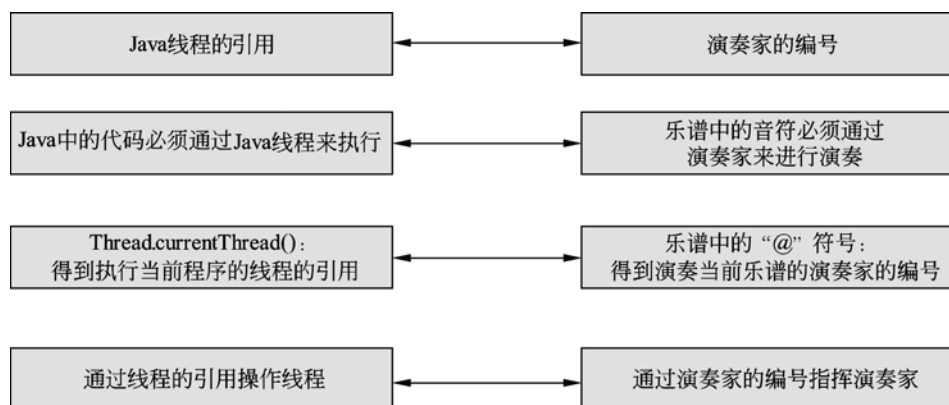 Java线程的引用
演奏家的编号
Java中的代码必须通过Java线程来执行
乐谱中的音符必须通过
演奏家来进行演奏
Thread.currentThread()：
得到执行当前程序的线程的引用
乐谱中的“@”符号：
得到演奏当前乐谱的演奏家的编号
通过线程的引用操作线程
通过演奏家的编号指挥演奏家